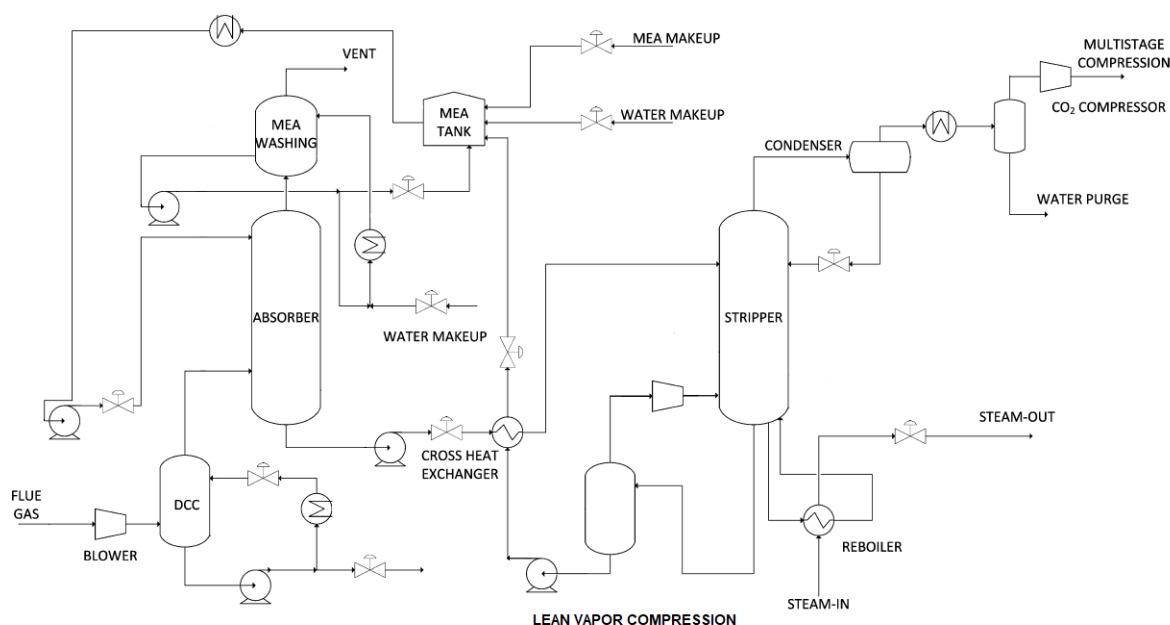 VENT
MEA MAKEUP
MULTISTAGE
COMPRESSION
CO₂ COMPRESSOR
MEA
WASHING
MEA
TANK
WATER MAKEUP
CONDENSER
WATER PURGE
ABSORBER
WATER MAKEUP
STRIPPER
CROSS HEAT
EXCHANGER
STEAM-OUT
FLUE
GAS
DCC
BLOWER
REBOILER
STEAM-IN
LEAN VAPOR COMPRESSION